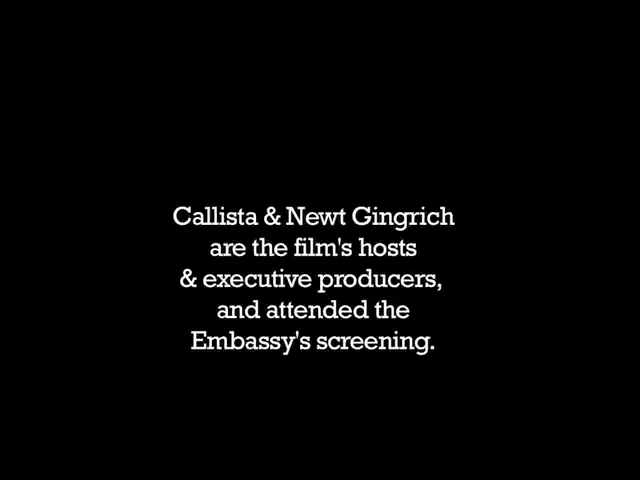 Callista & Newt Gingrich
are the film's hosts
& executive producers,
and attended the
Embassy's screening.